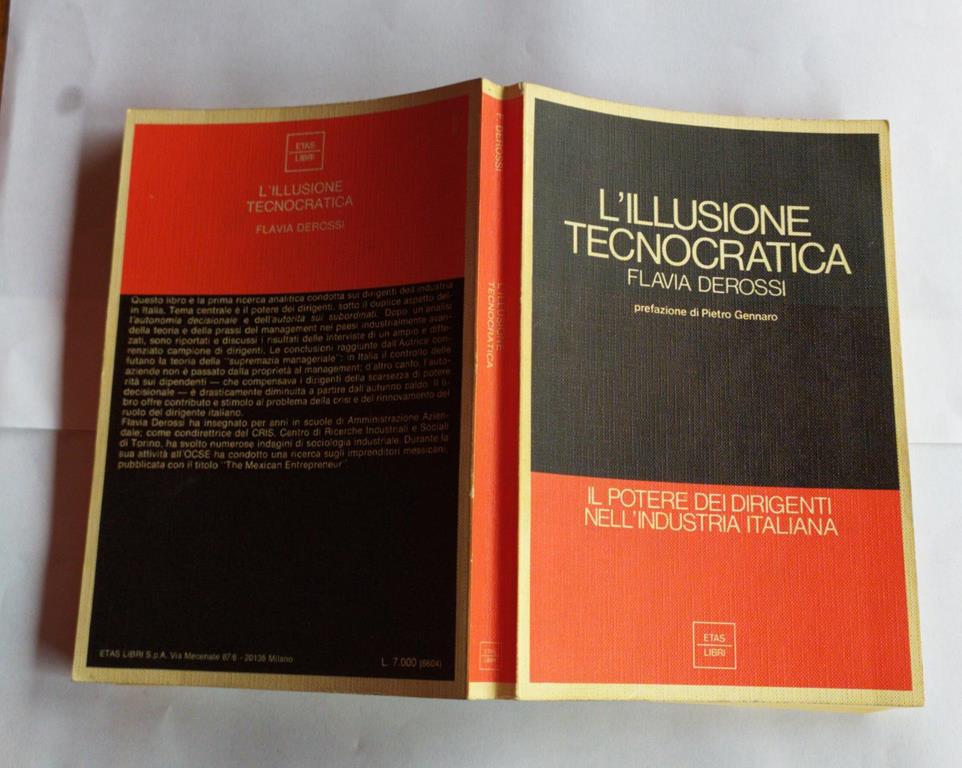 ETAS
LIBRI
L'ILLUSIONE
TECNOCRATICA
FLAVIA DEROSSI
Questo libro è la prima ricerca analitica condotta sui dirigenti dell'industria
in Italia. Tema centrale è il potere dei dirigenti, sotto il duplice aspetto del-
l'autonomia decisionale e dell'autorità sui subordinati. Dopo un'analisi
della teoria e della prassi del management nei paesi industrialmente avan-
zati, sono riportati e discussi i risultati delle interviste di un ampio e diffe-
renziato campione di dirigenti. Le conclusioni raggiunte dall'Autrice con-
futano la teoria della "supremazia manageriale": in Italia il controllo delle
aziende non è passato dalla proprietà al management; d'altro canto, l'auto-
rità sui dipendenti — che compensava i dirigenti della scarsezza di potere
decisionale — è drasticamente diminuita a partire dall'autunno caldo. Il li-
bro offre contributo e stimolo al problema della crisi e del rinnovamento del
ruolo del dirigente italiano.
Flavia Derossi ha insegnato per anni in scuole di Amministrazione Azien-
dale; come condirettrice del CRIS, Centro di Ricerche Industriali e Sociali
di Torino, ha svolto numerose indagini di sociologia industriale. Durante la
sua attività all'OCSE ha condotto una ricerca sugli imprenditori messicani,
pubblicata con il titolo "The Mexican Entrepreneur".
ETAS LIBRI S.p.A. Via Mecenate 87/6 - 20138 Milano
L. 7.000 (6604)
F. DEROSSI
L'ILLUSIONE
TECNOCRATICA
ETAS
LIBRI
L'ILLUSIONE
TECNOCRATICA
FLAVIA DEROSSI
prefazione di Pietro Gennaro
IL POTERE DEI DIRIGENTI
NELL'INDUSTRIA ITALIANA
ETAS
LIBRI